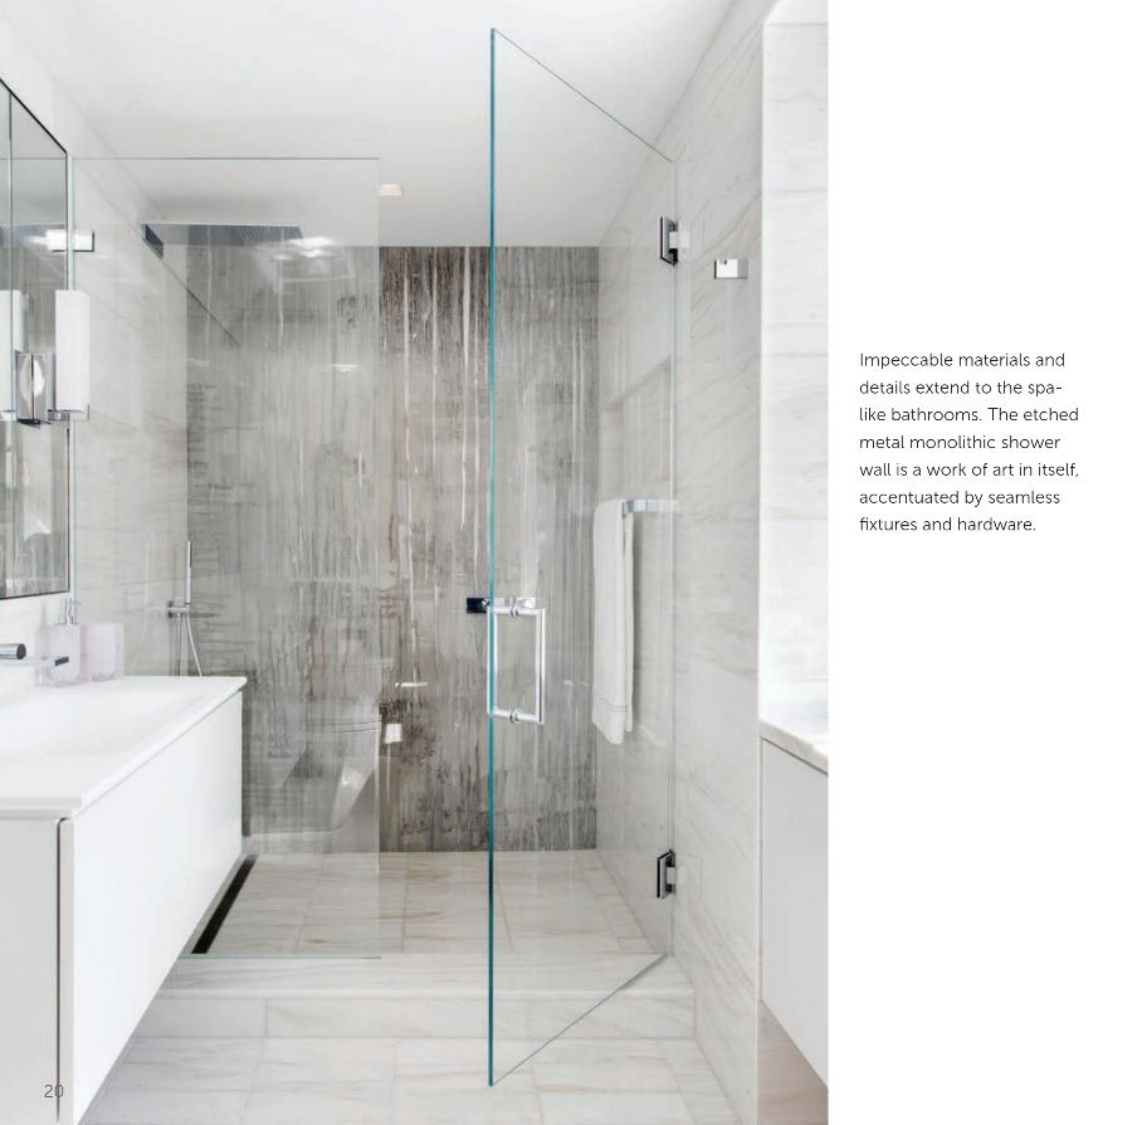 Impeccable materials and
details extend to the spa-
like bathrooms. The etched
metal monolithic shower
wall is a work of art in itself,
accentuated by seamless
fixtures and hardware.
20